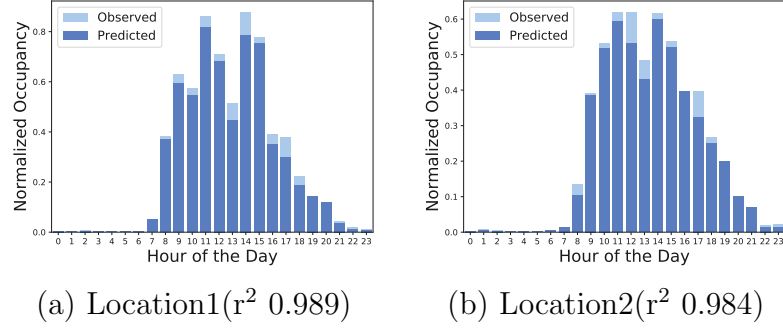 Observed
Predicted
Normalized Occupancy
0.8
0.6
0.4
0.2
0.0
0 1 2 3 4 5 6 7 8 9 10 11 12 13 14 15 16 17 18 19 20 21 22 23
Hour of the Day
(a) Location1(r² 0.989)
Observed
Predicted
Normalized Occupancy
0.6
0.5
0.4
0.3
0.2
0.1
0.0
0 1 2 3 4 5 6 7 8 9 10 11 12 13 14 15 16 17 18 19 20 21 22 23
Hour of the Day
(b) Location2(r² 0.984)